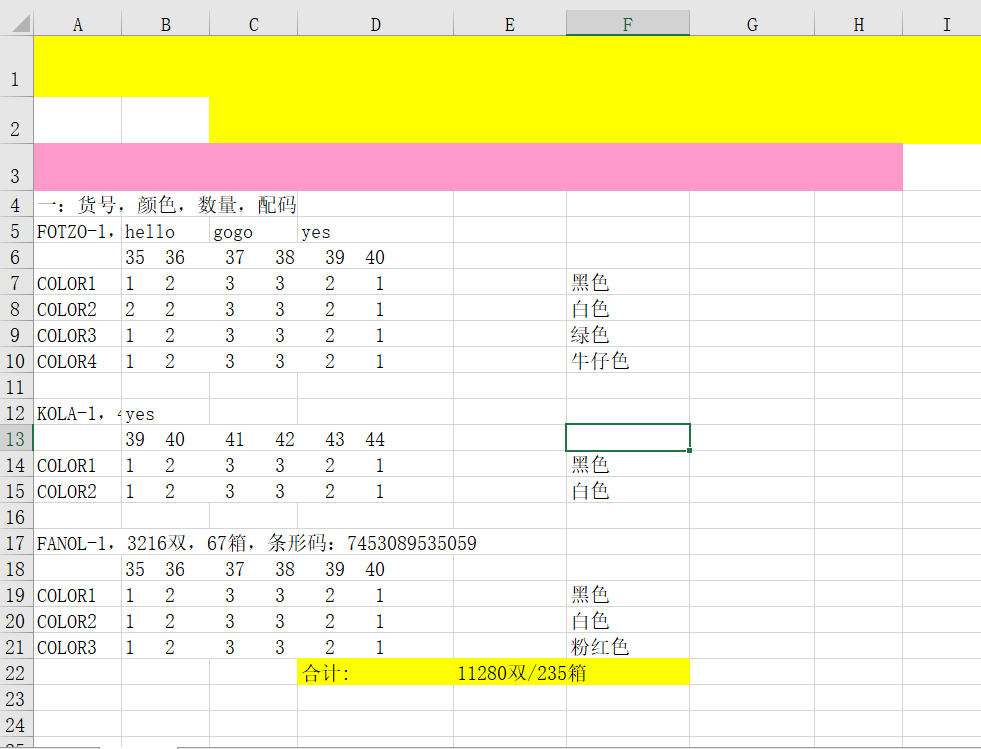 A B C D E F G H I
1
2
3
4 一: 货号, 颜色, 数量, 配码
5 FOTZO-1, hello gogo yes
6 35 36 37 38 39 40
7 COLOR1 1 2 3 3 2 1 黑色
8 COLOR2 2 2 3 3 2 1 白色
9 COLOR3 1 2 3 3 2 1 绿色
10 COLOR4 1 2 3 3 2 1 牛仔色
11
12 KOLA-1, yes
13 39 40 41 42 43 44
14 COLOR1 1 2 3 3 2 1 黑色
15 COLOR2 1 2 3 3 2 1 白色
16
17 FANOL-1, 3216双, 67箱, 条形码: 7453089535059
18 35 36 37 38 39 40
19 COLOR1 1 2 3 3 2 1 黑色
20 COLOR2 1 2 3 3 2 1 白色
21 COLOR3 1 2 3 3 2 1 粉红色
22 合计: 11280双/235箱
23
24